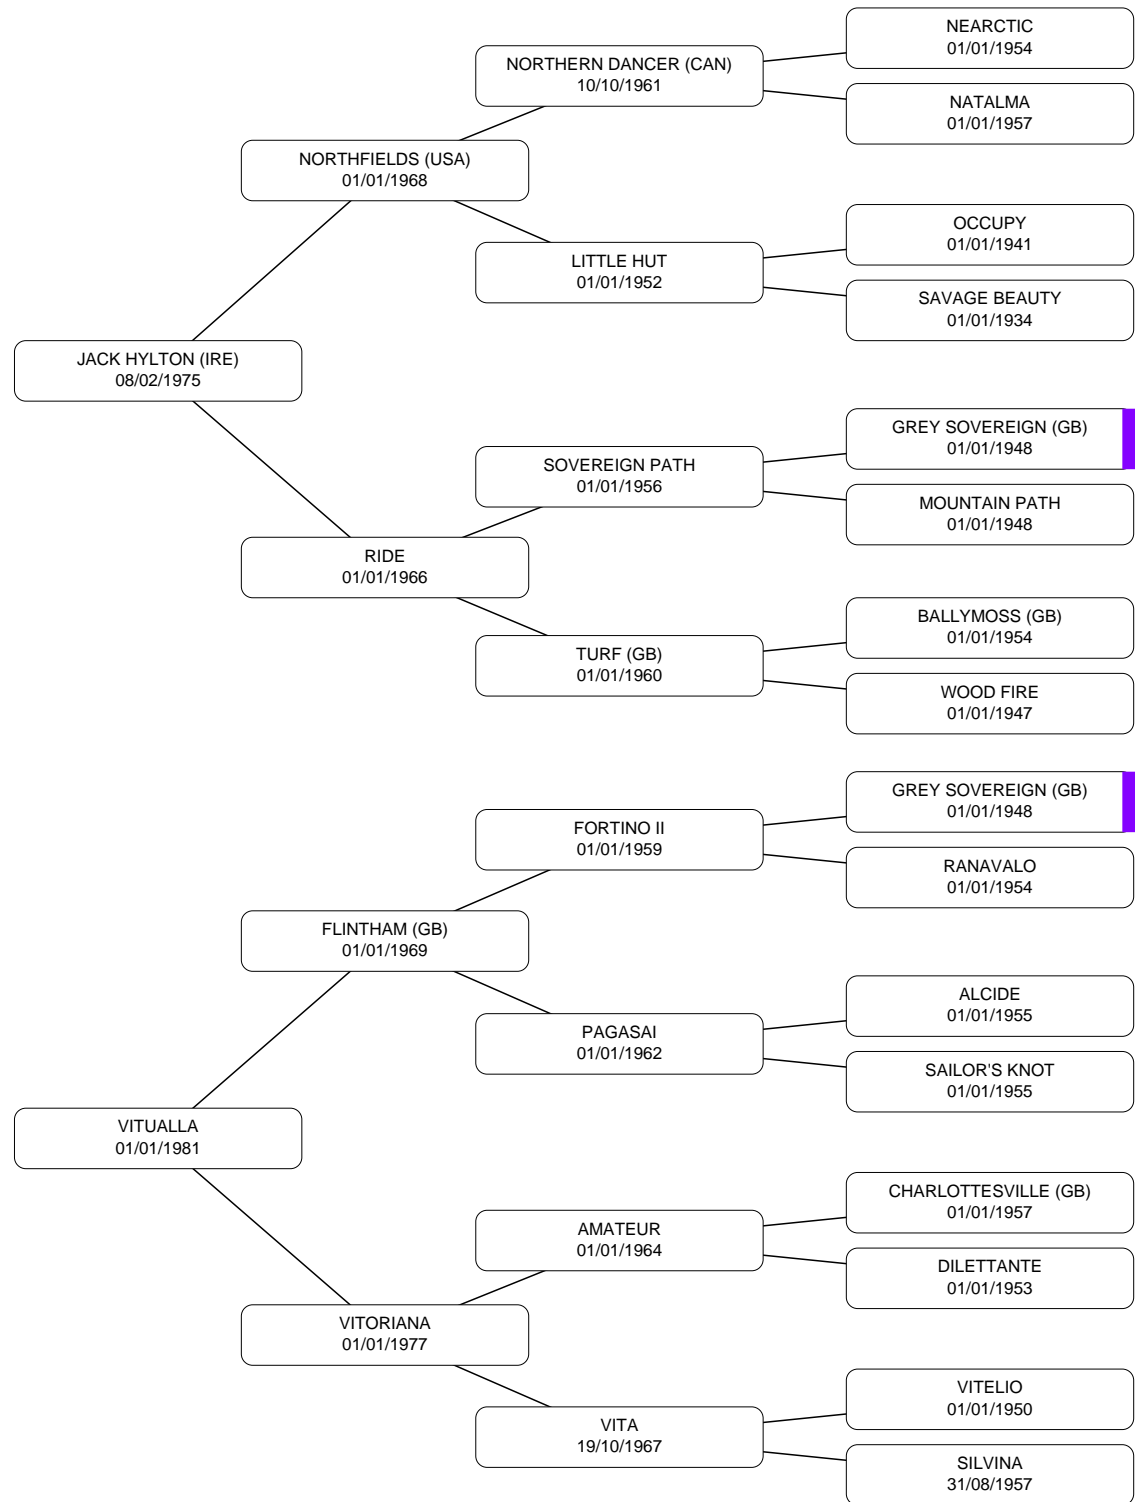 NEARCTIC
01/01/1954
NORTHERN DANCER (CAN)
10/10/1961
NATALMA
01/01/1957
NORTHFIELDS (USA)
01/01/1968
OCCUPY
01/01/1941
LITTLE HUT
01/01/1952
SAVAGE BEAUTY
01/01/1934
JACK HYLTON (IRE)
08/02/1975
GREY SOVEREIGN (GB)
01/01/1948
SOVEREIGN PATH
01/01/1956
MOUNTAIN PATH
01/01/1948
RIDE
01/01/1966
BALLYMOSS (GB)
01/01/1954
TURF (GB)
01/01/1960
WOOD FIRE
01/01/1947
GREY SOVEREIGN (GB)
01/01/1948
FORTINO II
01/01/1959
RANAVALO
01/01/1954
FLINTHAM (GB)
01/01/1969
ALCIDE
01/01/1955
PAGASAI
01/01/1962
SAILOR'S KNOT
01/01/1955
VITUALLA
01/01/1981
CHARLOTTESVILLE (GB)
01/01/1957
AMATEUR
01/01/1964
DILETTANTE
01/01/1953
VITORIANA
01/01/1977
VITELIO
01/01/1950
VITA
19/10/1967
SILVINA
31/08/1957